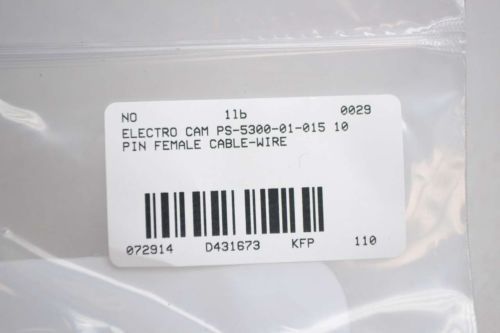 NO 1lb 0029
ELECTRO CAM PS-5300-01-015 10
PIN FEMALE CABLE-WIRE
072914 D431673 KFP 110